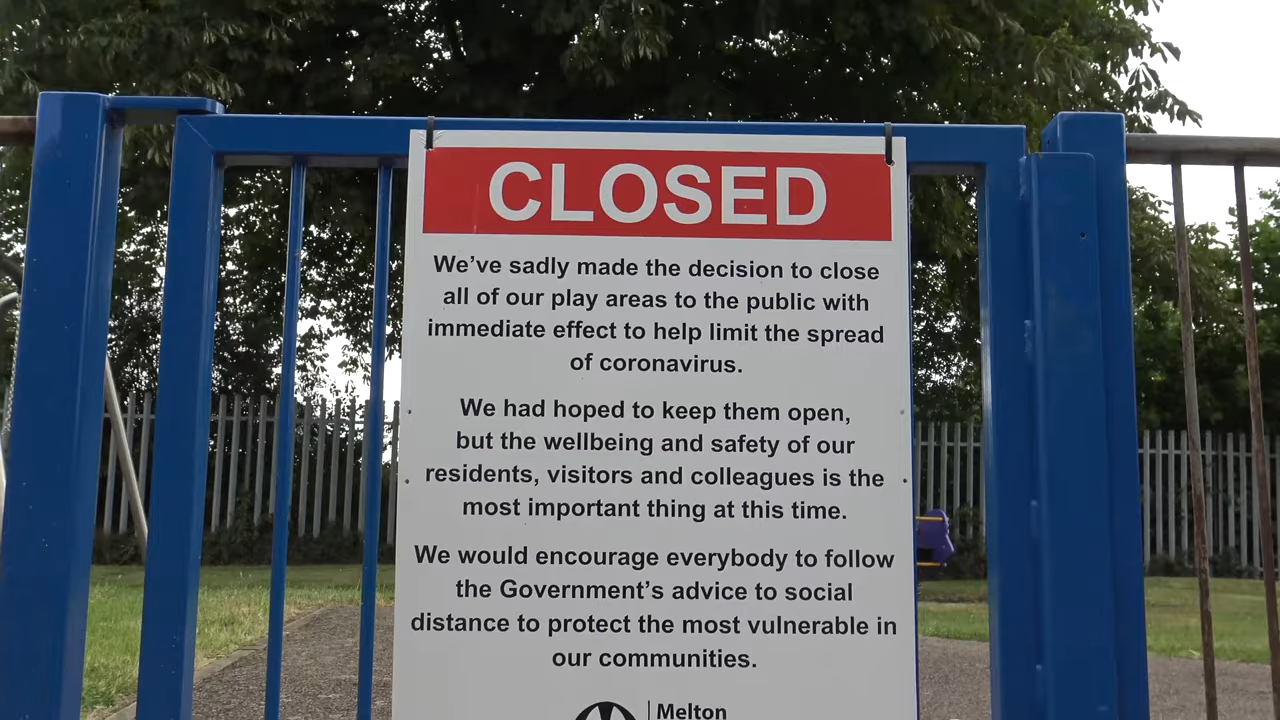 CLOSED
We've sadly made the decision to close
all of our play areas to the public with
immediate effect to help limit the spread
of coronavirus.
We had hoped to keep them open,
but the wellbeing and safety of our
residents, visitors and colleagues is the
most important thing at this time.
We would encourage everybody to follow
the Government's advice to social
distance to protect the most vulnerable in
our communities.
Melton